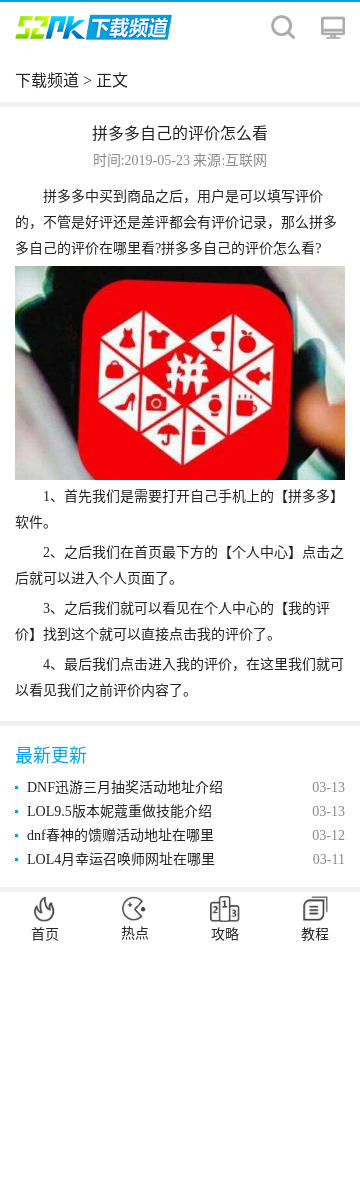 52PK下载频道
下载频道 > 正文
拼多多自己的评价怎么看
时间:2019-05-23 来源:互联网
拼多多中买到商品之后，用户是可以填写评价
的，不管是好评还是差评都会有评价记录，那么拼多
多自己的评价在哪里看?拼多多自己的评价怎么看?
拼
1、首先我们是需要打开自己手机上的【拼多多】
软件。
2、之后我们在首页最下方的【个人中心】点击之
后就可以进入个人页面了。
3、之后我们就可以看见在个人中心的【我的评
价】找到这个就可以直接点击我的评价了。
4、最后我们点击进入我的评价，在这里我们就可
以看见我们之前评价内容了。
最新更新
DNF迅游三月抽奖活动地址介绍 03-13
LOL9.5版本妮蔻重做技能介绍 03-13
dnf春神的馈赠活动地址在哪里 03-12
LOL4月幸运召唤师网址在哪里 03-11
2 1 3
首页 热点 攻略 教程